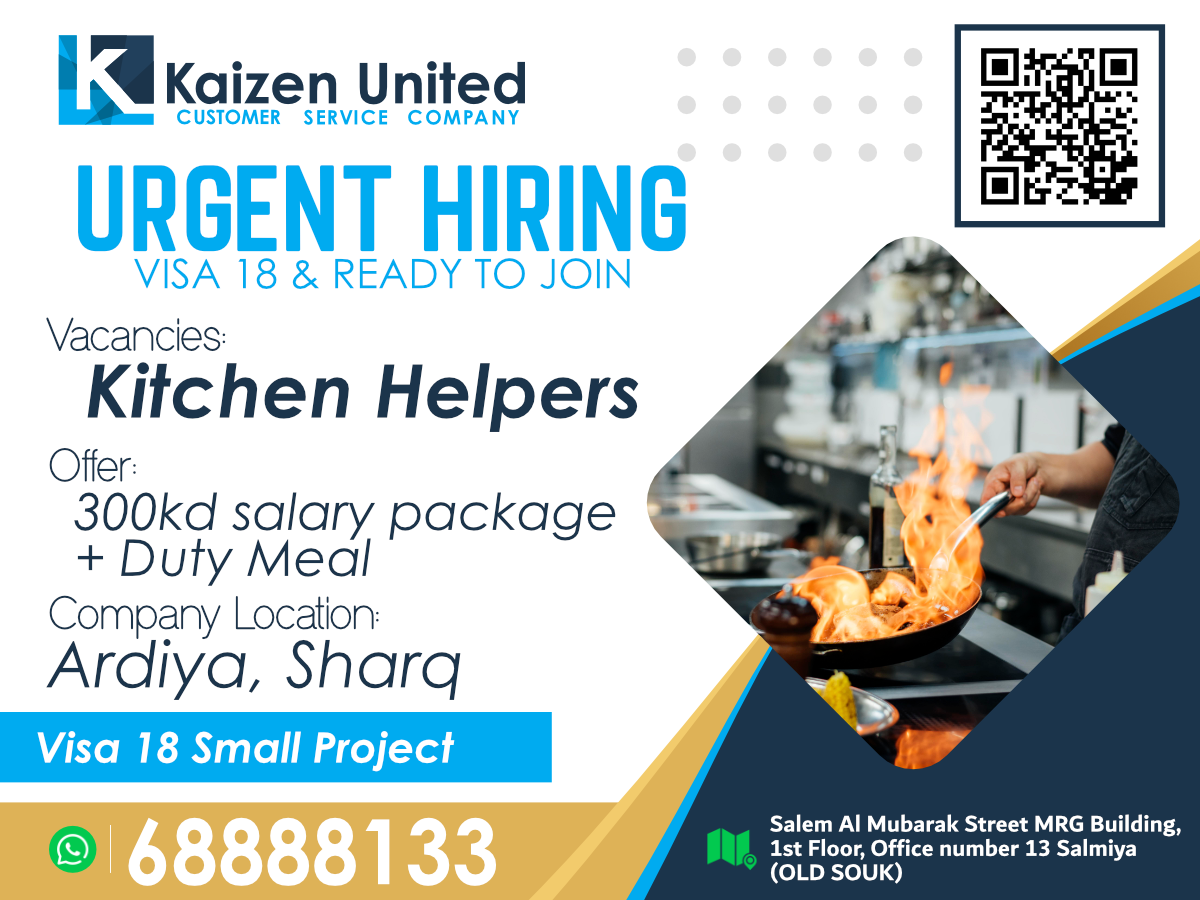 K
Kaizen United
CUSTOMER SERVICE COMPANY
URGENT HIRING
VISA 18 & READY TO JOIN
Vacancies:
Kitchen Helpers
Offer:
300kd salary package
+ Duty Meal
Company Location:
Ardiya, Sharq
Visa 18 Small Project
68888133
Salem Al Mubarak Street MRG Building,
1st Floor, Office number 13 Salmiya
(OLD SOUK)